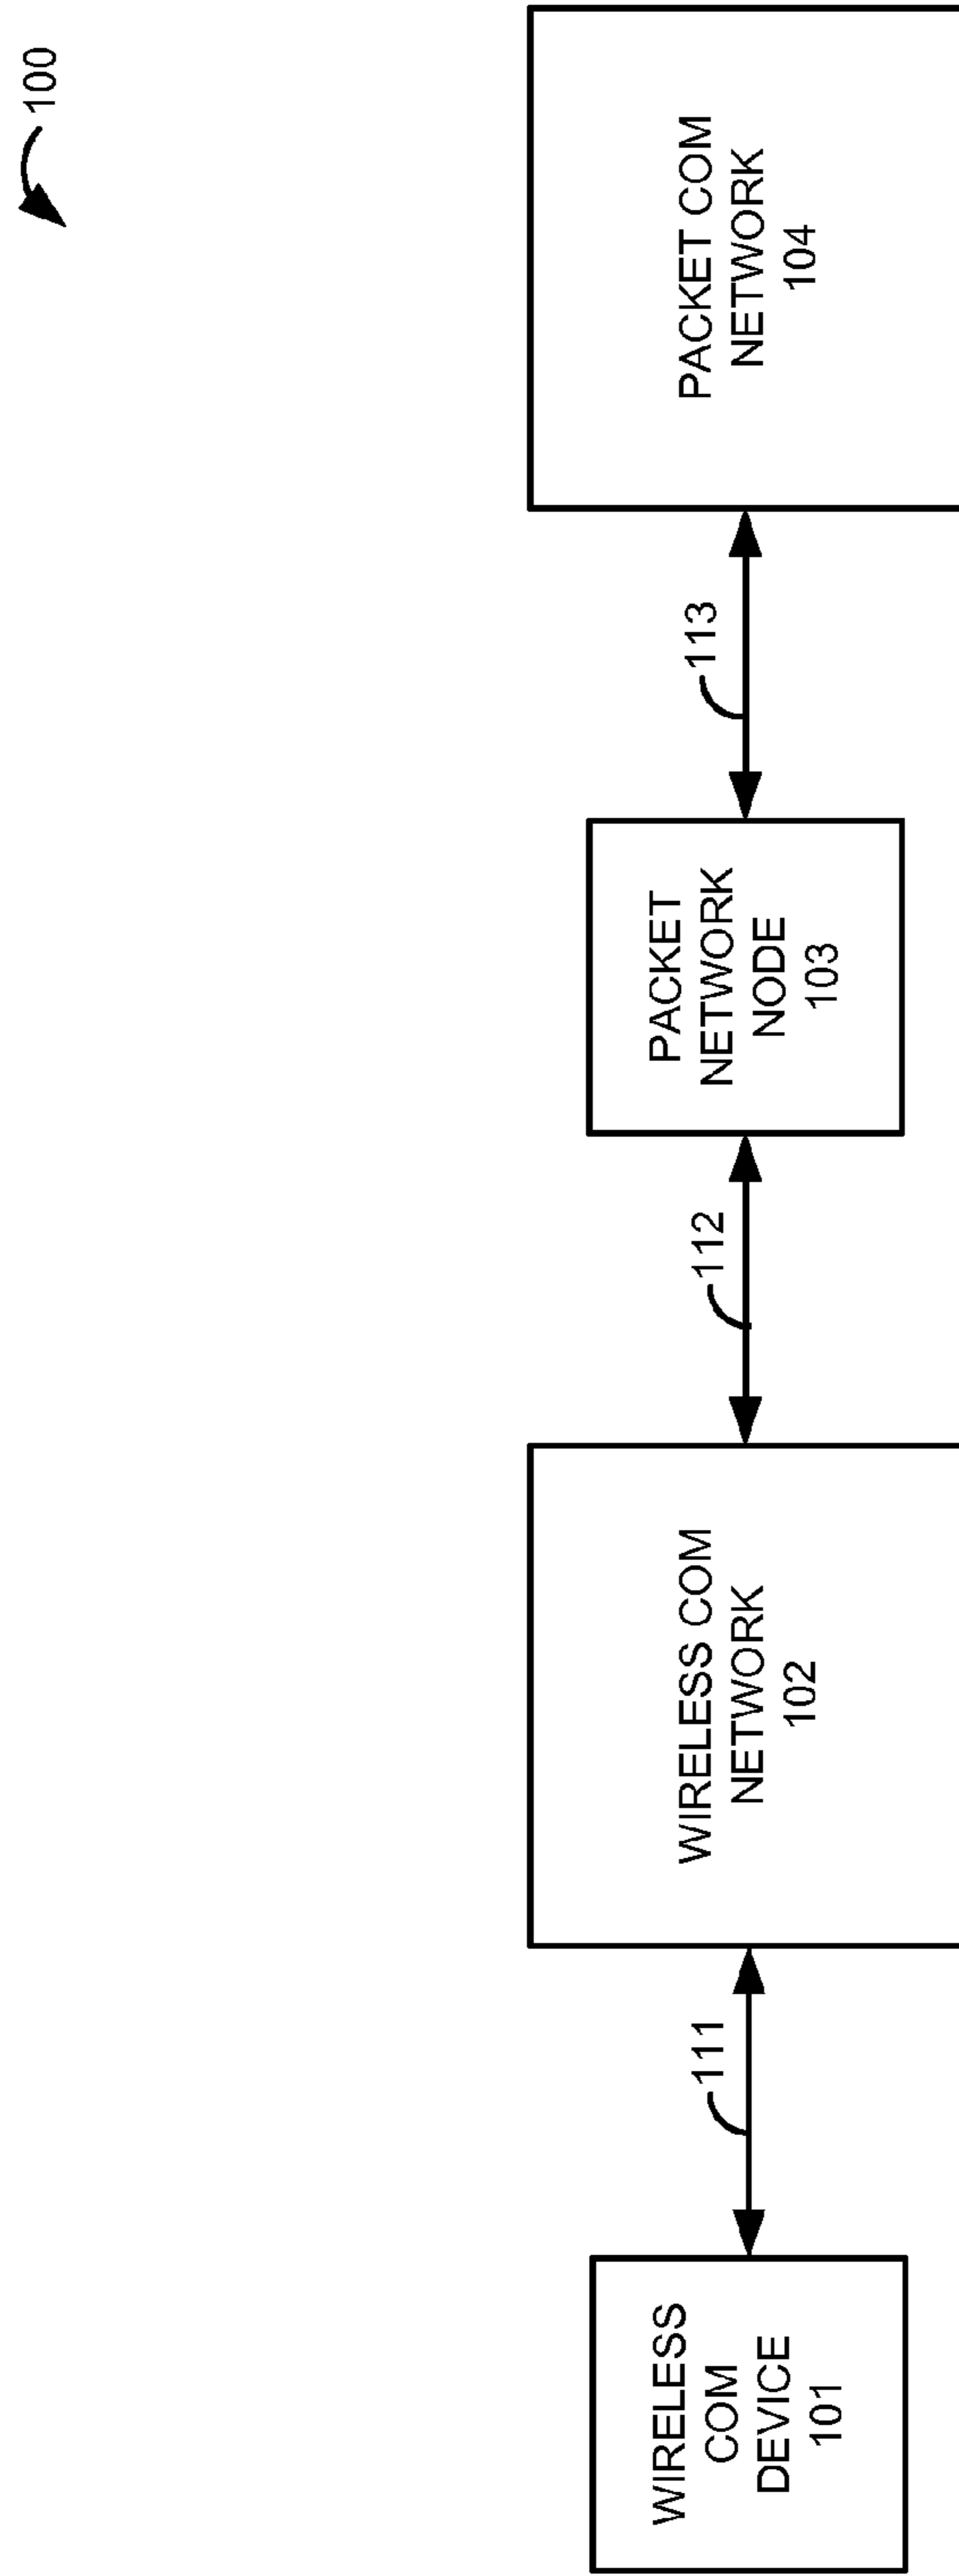 100
WIRELESS
COM
DEVICE
101
111
WIRELESS COM
NETWORK
102
112
PACKET
NETWORK
NODE
103
113
PACKET COM
NETWORK
104